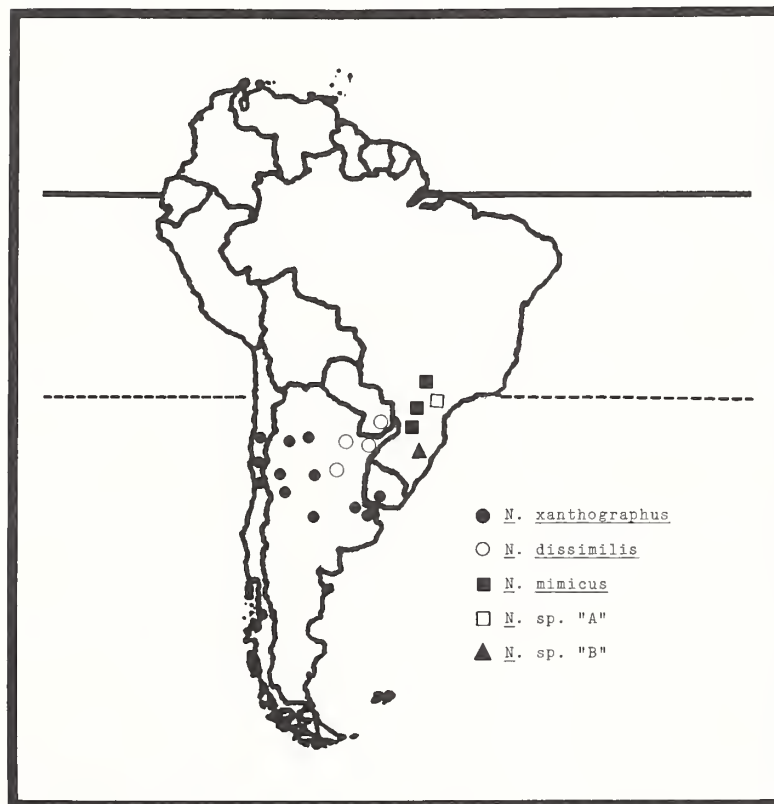 N. xanthographus
N. dissimilis
N. mimicus
N. sp. "A"
N. sp. "B"